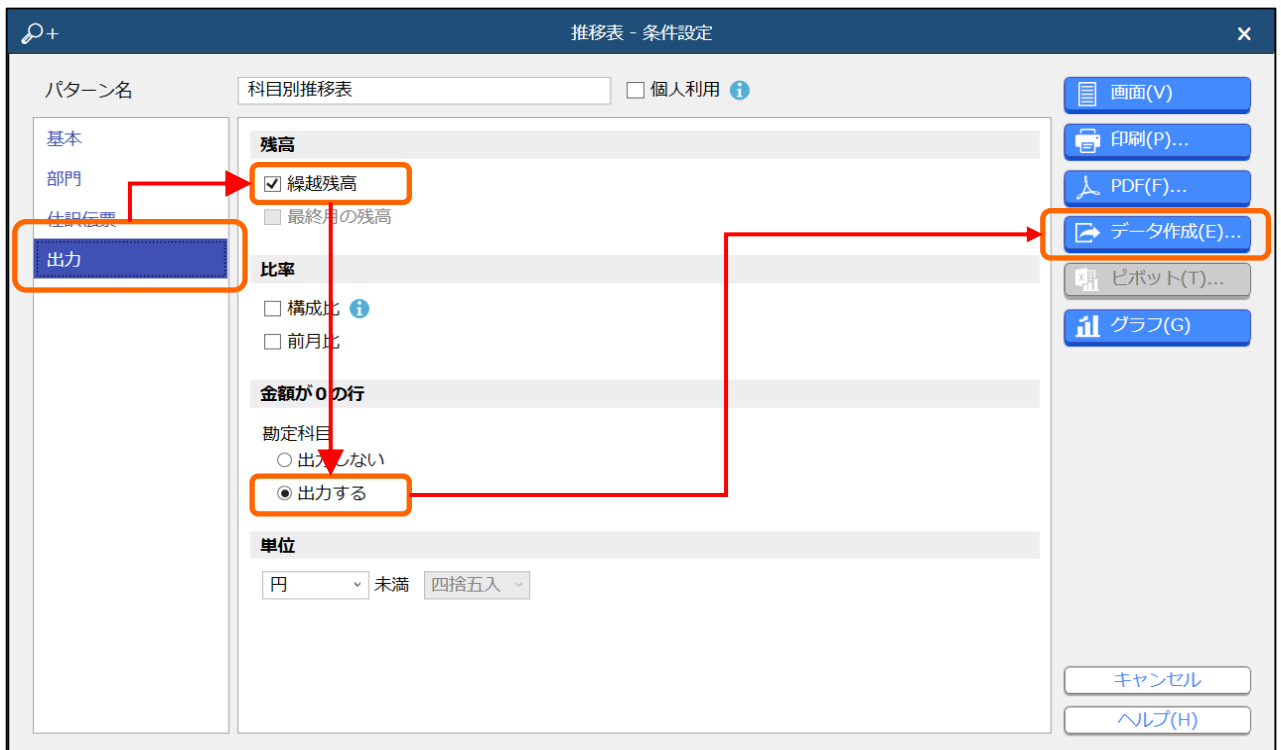 推移表 - 条件設定
パターン名
科目別推移表
個人利用
基本
部門
仕訳伝票
出力
残高
繰越残高
最終月の残高
比率
構成比
前月比
金額が０の行
勘定科目
出力しない
出力する
単位
円 未満 四捨五入
画面(V)
印刷(P)...
PDF(F)...
データ作成(E)...
ピボット(T)...
グラフ(G)
キャンセル
ヘルプ(H)